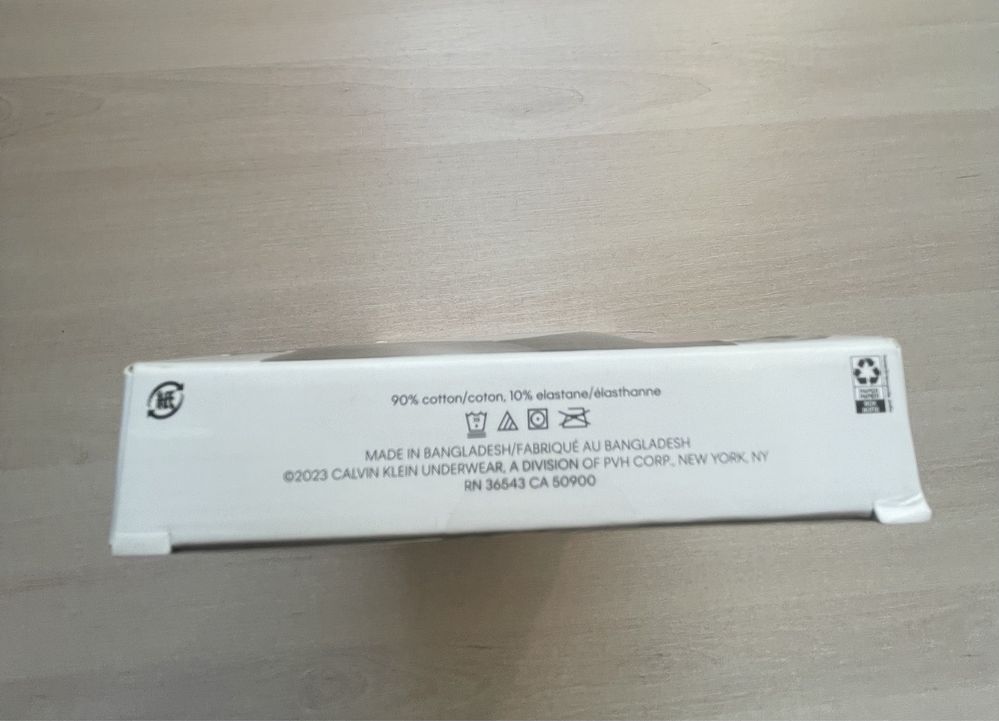 紙
90% cotton/coton, 10% elastane/élasthanne
MADE IN BANGLADESH/FABRIQUÉ AU BANGLADESH
©2023 CALVIN KLEIN UNDERWEAR, A DIVISION OF PVH CORP., NEW YORK, NY
RN 36543 CA 50900